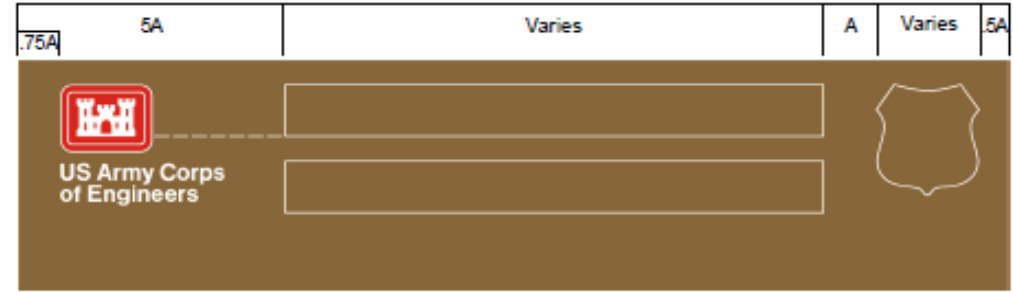 5A Varies A Varies .5A
.75A
US Army Corps
of Engineers